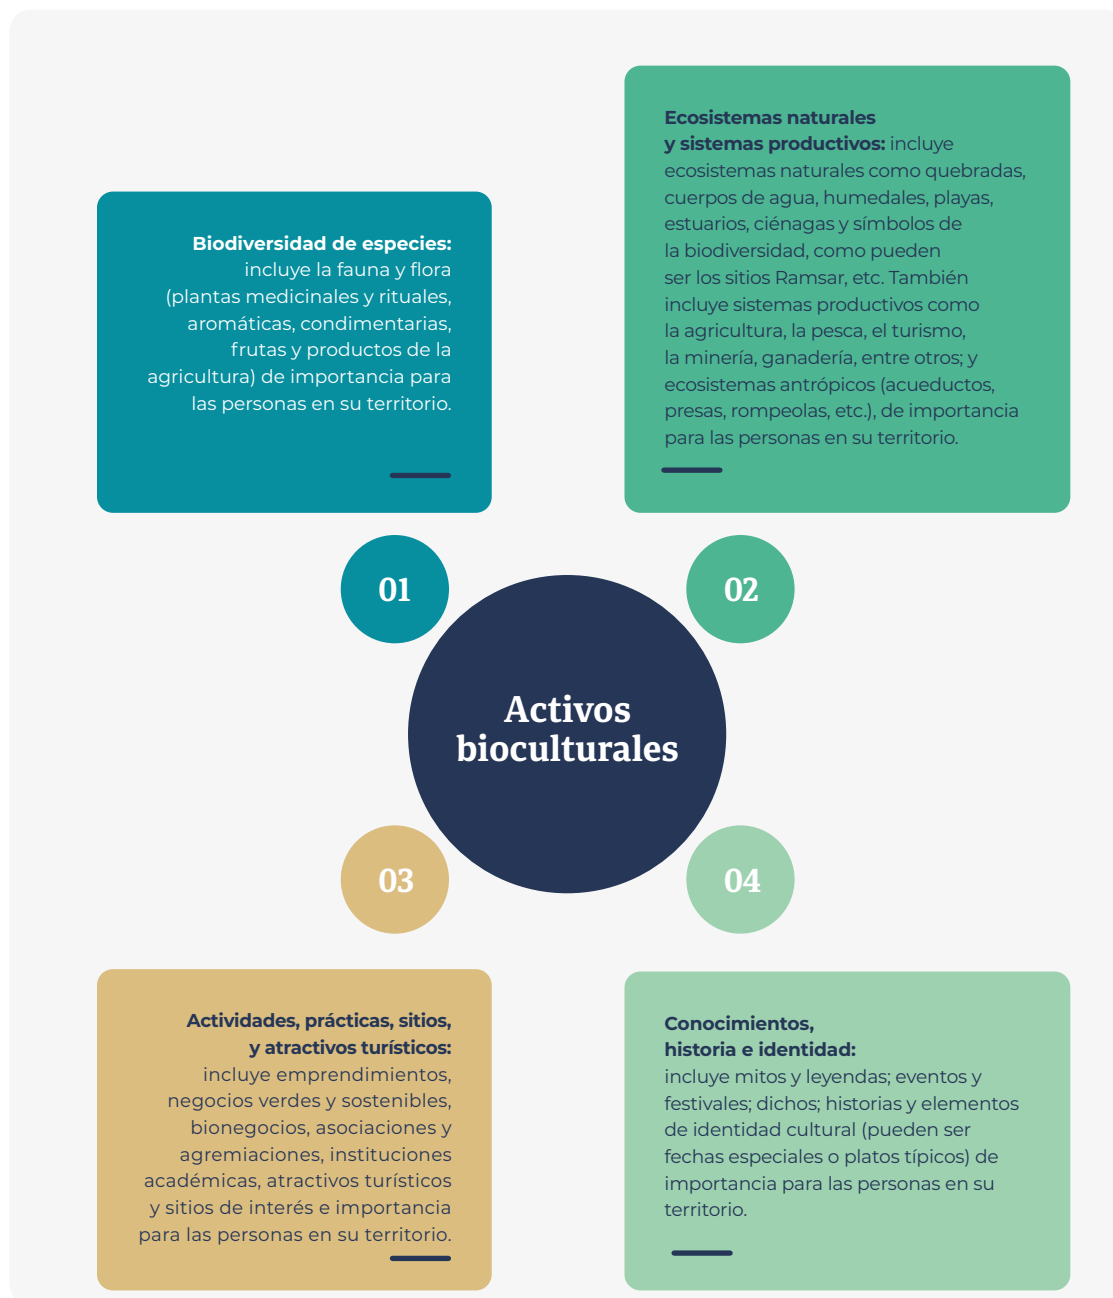 Biodiversidad de especies:
incluye la fauna y flora
(plantas medicinales y rituales,
aromáticas, condimentarias,
frutas y productos de la
agricultura) de importancia para
las personas en su territorio.
Ecosistemas naturales
y sistemas productivos: incluye
ecosistemas naturales como quebradas,
cuerpos de agua, humedales, playas,
estuarios, ciénagas y símbolos de
la biodiversidad, como pueden
ser los sitios Ramsar, etc. También
incluye sistemas productivos como
la agricultura, la pesca, el turismo,
la minería, ganadería, entre otros; y
ecosistemas antrópicos (acueductos,
presas, rompeolas, etc.), de importancia
para las personas en su territorio.
01
02
Activos
bioculturales
03
04
Actividades, prácticas, sitios,
y atractivos turísticos:
incluye emprendimientos,
negocios verdes y sostenibles,
bionegocios, asociaciones y
agremiaciones, instituciones
académicas, atractivos turísticos
y sitios de interés e importancia
para las personas en su territorio.
Conocimientos,
historia e identidad:
incluye mitos y leyendas; eventos y
festivales; dichos; historias y elementos
de identidad cultural (pueden ser
fechas especiales o platos típicos) de
importancia para las personas en su
territorio.